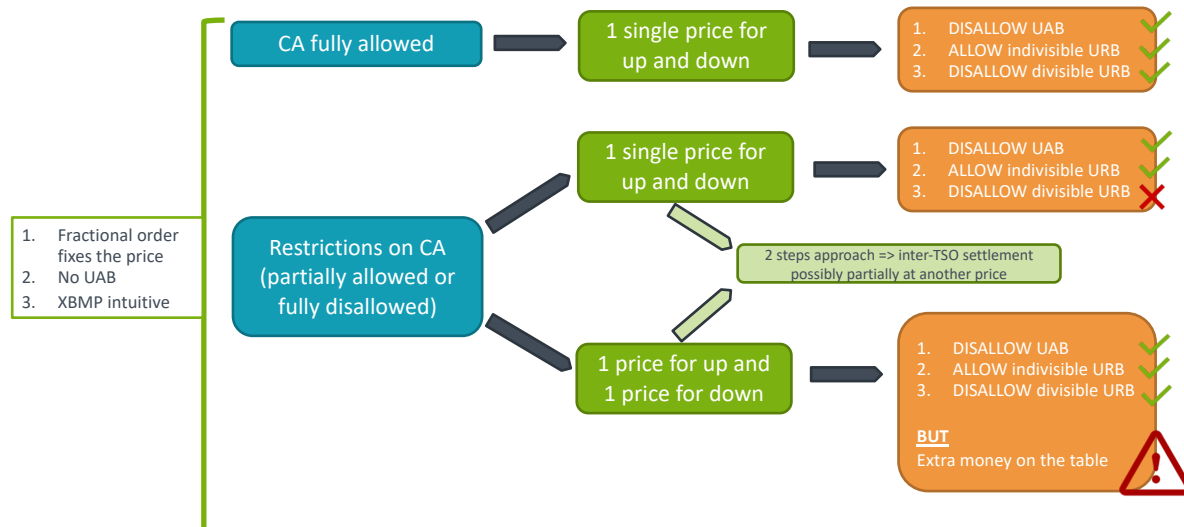 CA fully allowed
1 single price for
up and down
1. DISALLOW UAB
2. ALLOW indivisible URB
3. DISALLOW divisible URB
1. Fractional order
fixes the price
2. No UAB
3. XBMP intuitive
Restrictions on CA
(partially allowed or
fully disallowed)
1 single price for
up and down
1. DISALLOW UAB
2. ALLOW indivisible URB
3. DISALLOW divisible URB
2 steps approach => inter-TSO settlement
possibly partially at another price
1 price for up and
1 price for down
1. DISALLOW UAB
2. ALLOW indivisible URB
3. DISALLOW divisible URB
BUT
Extra money on the table
!